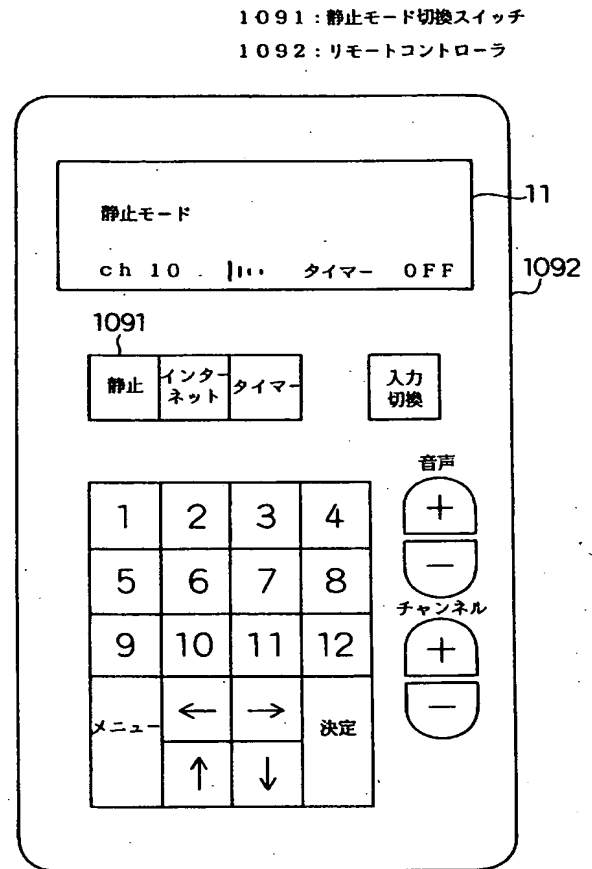 1091:静止モード切換スイッチ
1092:リモートコントローラ
静止モード
ch 10 タイマー OFF
11
1092
1091
静止 インターネット タイマー 入力切換
音声
1 2 3 4 +
5 6 7 8 −
チャンネル
9 10 11 12 +
メニュー ← → 決定 −
↑ ↓